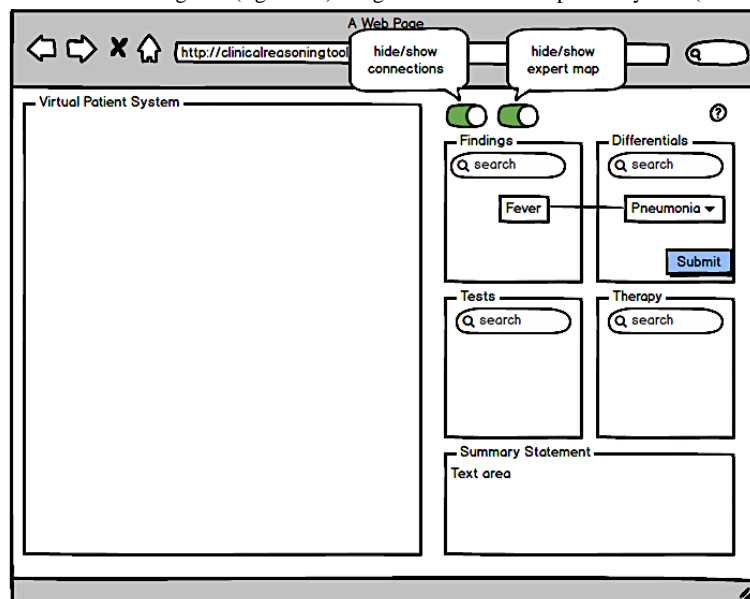 A Web Page
http://clinicalreasoningtool
hide/show
connections
hide/show
expert map
Virtual Patient System
Findings
search
Fever
Differentials
search
Pneumonia
Submit
Tests
search
Therapy
search
Summary Statement
Text area